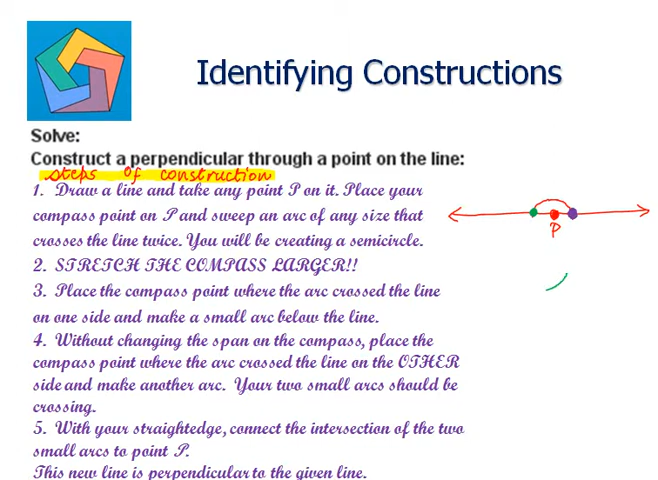 Identifying Constructions
Solve:
Construct a perpendicular through a point on the line:
steps of construction
1. Draw a line and take any point P on it. Place your
compass point on P and sweep an arc of any size that
crosses the line twice. You will be creating a semicircle.
2. STRETCH THE COMPASS LARGER!!
3. Place the compass point where the arc crossed the line
on one side and make a small arc below the line.
4. Without changing the span on the compass, place the
compass point where the arc crossed the line on the OTHER
side and make another arc. Your two small arcs should be
crossing.
5. With your straightedge, connect the intersection of the two
small arcs to point P.
This new line is perpendicular to the given line.
P